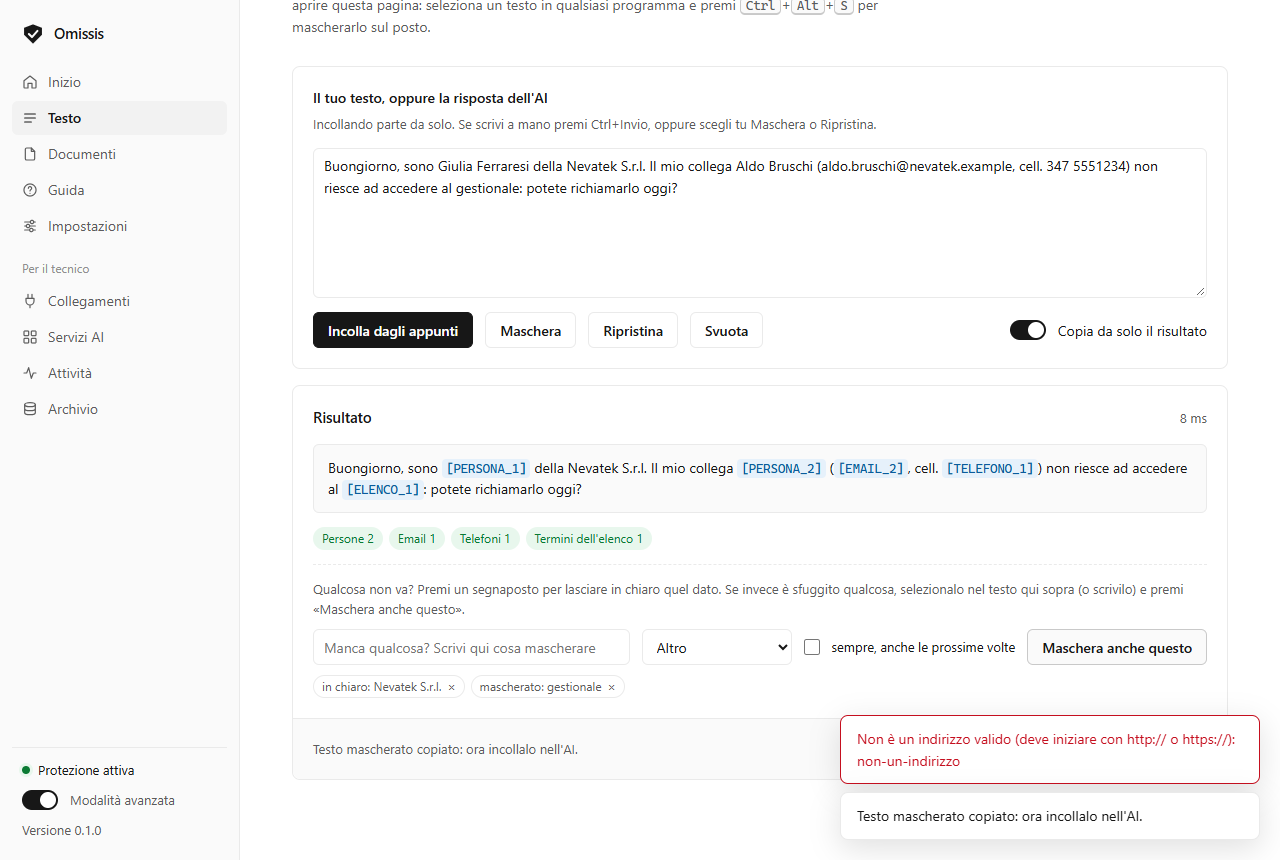 Omissis
Inizio
Testo
Documenti
Guida
Impostazioni
Per il tecnico
Collegamenti
Servizi AI
Attività
Archivio
Protezione attiva
Modalità avanzata
Versione 0.1.0
aprire questa pagina: seleziona un testo in qualsiasi programma e premi Ctrl+Alt+S per
mascherarlo sul posto.
Il tuo testo, oppure la risposta dell'AI
Incollando parte da solo. Se scrivi a mano premi Ctrl+Invio, oppure scegli tu Maschera o Ripristina.
Buongiorno, sono Giulia Ferraresi della Nevatek S.r.l. Il mio collega Aldo Bruschi (aldo.bruschi@nevatek.example, cell. 347 5551234) non
riesce ad accedere al gestionale: potete richiamarlo oggi?
Incolla dagli appunti Maschera Ripristina Svuota Copia da solo il risultato
Risultato 8 ms
Buongiorno, sono [PERSONA_1] della Nevatek S.r.l. Il mio collega [PERSONA_2] ([EMAIL_2], cell. [TELEFONO_1]) non riesce ad accedere
al [ELENCO_1]: potete richiamarlo oggi?
Persone 2 Email 1 Telefoni 1 Termini dell'elenco 1
Qualcosa non va? Premi un segnaposto per lasciare in chiaro quel dato. Se invece è sfuggito qualcosa, selezionalo nel testo qui sopra (o scrivilo) e premi
«Maschera anche questo».
Manca qualcosa? Scrivi qui cosa mascherare Altro sempre, anche le prossime volte Maschera anche questo
in chiaro: Nevatek S.r.l. × mascherato: gestionale ×
Testo mascherato copiato: ora incollalo nell'AI.
Non è un indirizzo valido (deve iniziare con http:// o https://):
non-un-indirizzo
Testo mascherato copiato: ora incollalo nell'AI.